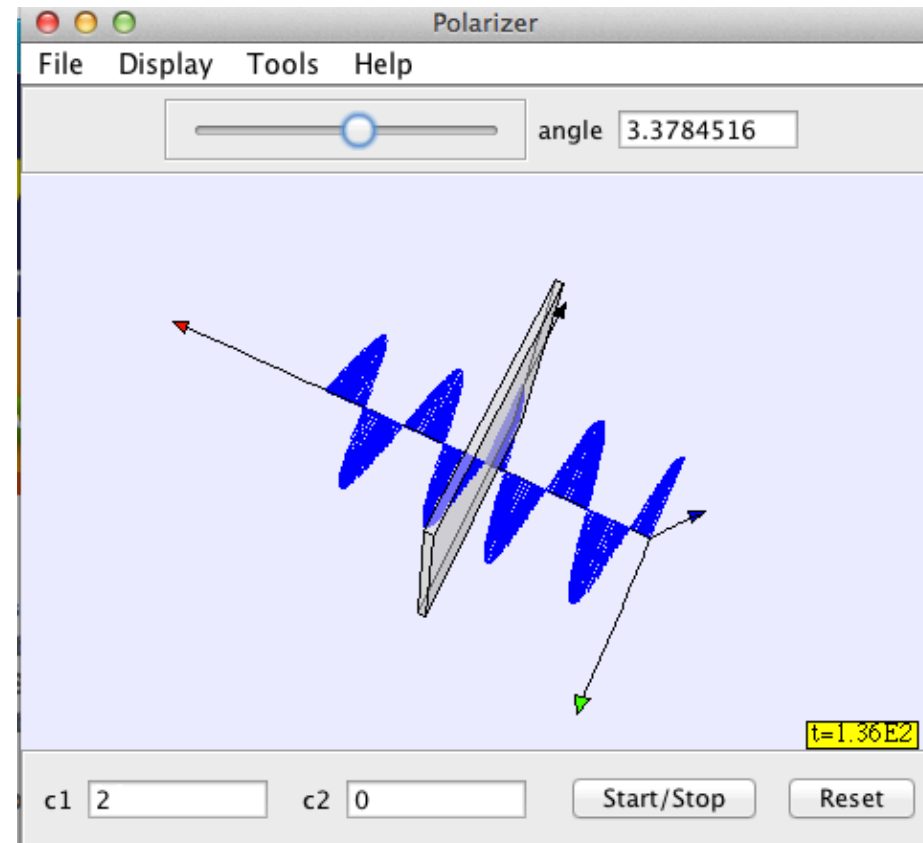 Polarizer
File Display Tools Help
angle 3.3784516
t=1.36E2
c1 2 c2 0 Start/Stop Reset